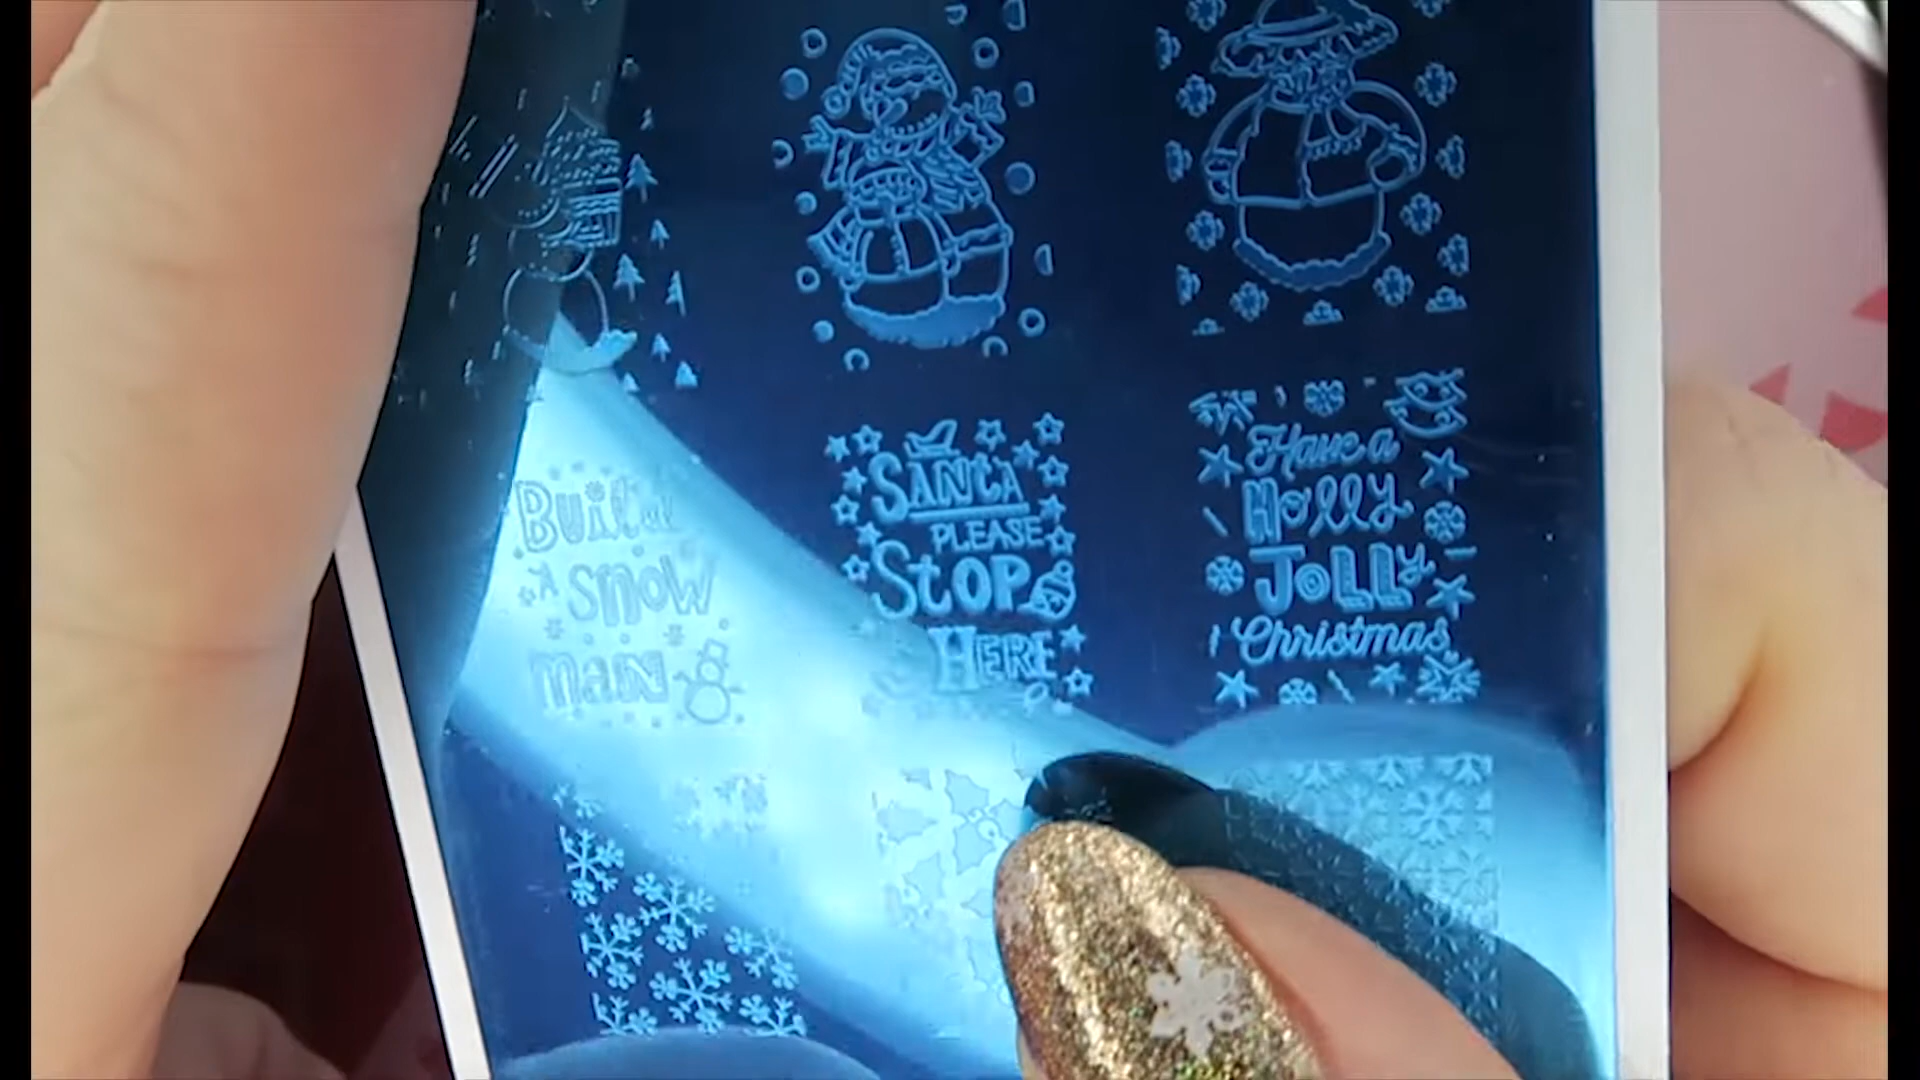 Build
A Snow
man
Santa
PLEASE
StOP
HERE
Have a
Holly
JOLLY
Christmas